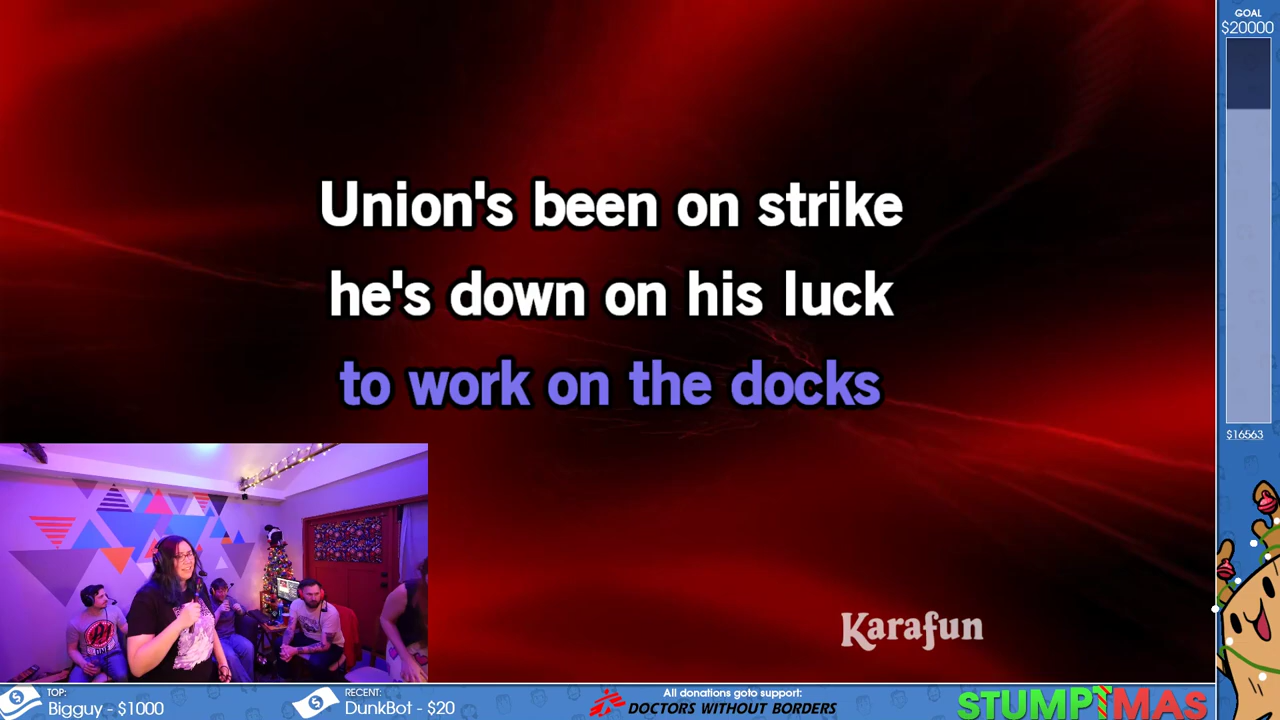 GOAL
$20000
Union's been on strike
he's down on his luck
to work on the docks
$16563
Karafun
TOP:
Bigguy - $1000
RECENT:
DunkBot - $20
All donations goto support:
DOCTORS WITHOUT BORDERS
STUMPTMAS